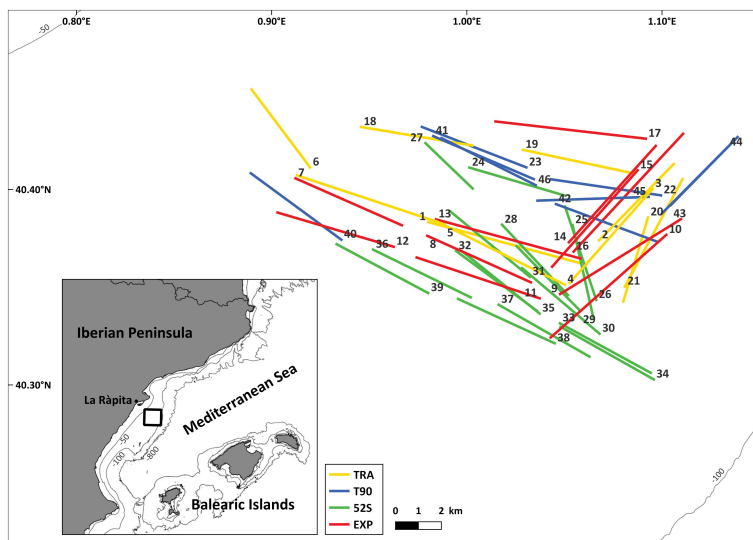 0.80°E 0.90°E 1.00°E 1.10°E
-50
18 27 41 17 44
19 24 23 15
6 7 46
40.40°N
3 45 22
1 13 42 20 43
28 25 2 10
5 14 16
40 36 12 8 32
31 4 21
9 26
39 11 35
37 33 29 30
38
34
40.30°N
Iberian Peninsula
La Ràpita
Mediterranean Sea
-50
-100
-800
Balearic Islands
TRA
T90
52S
EXP
0 1 2 km
-100